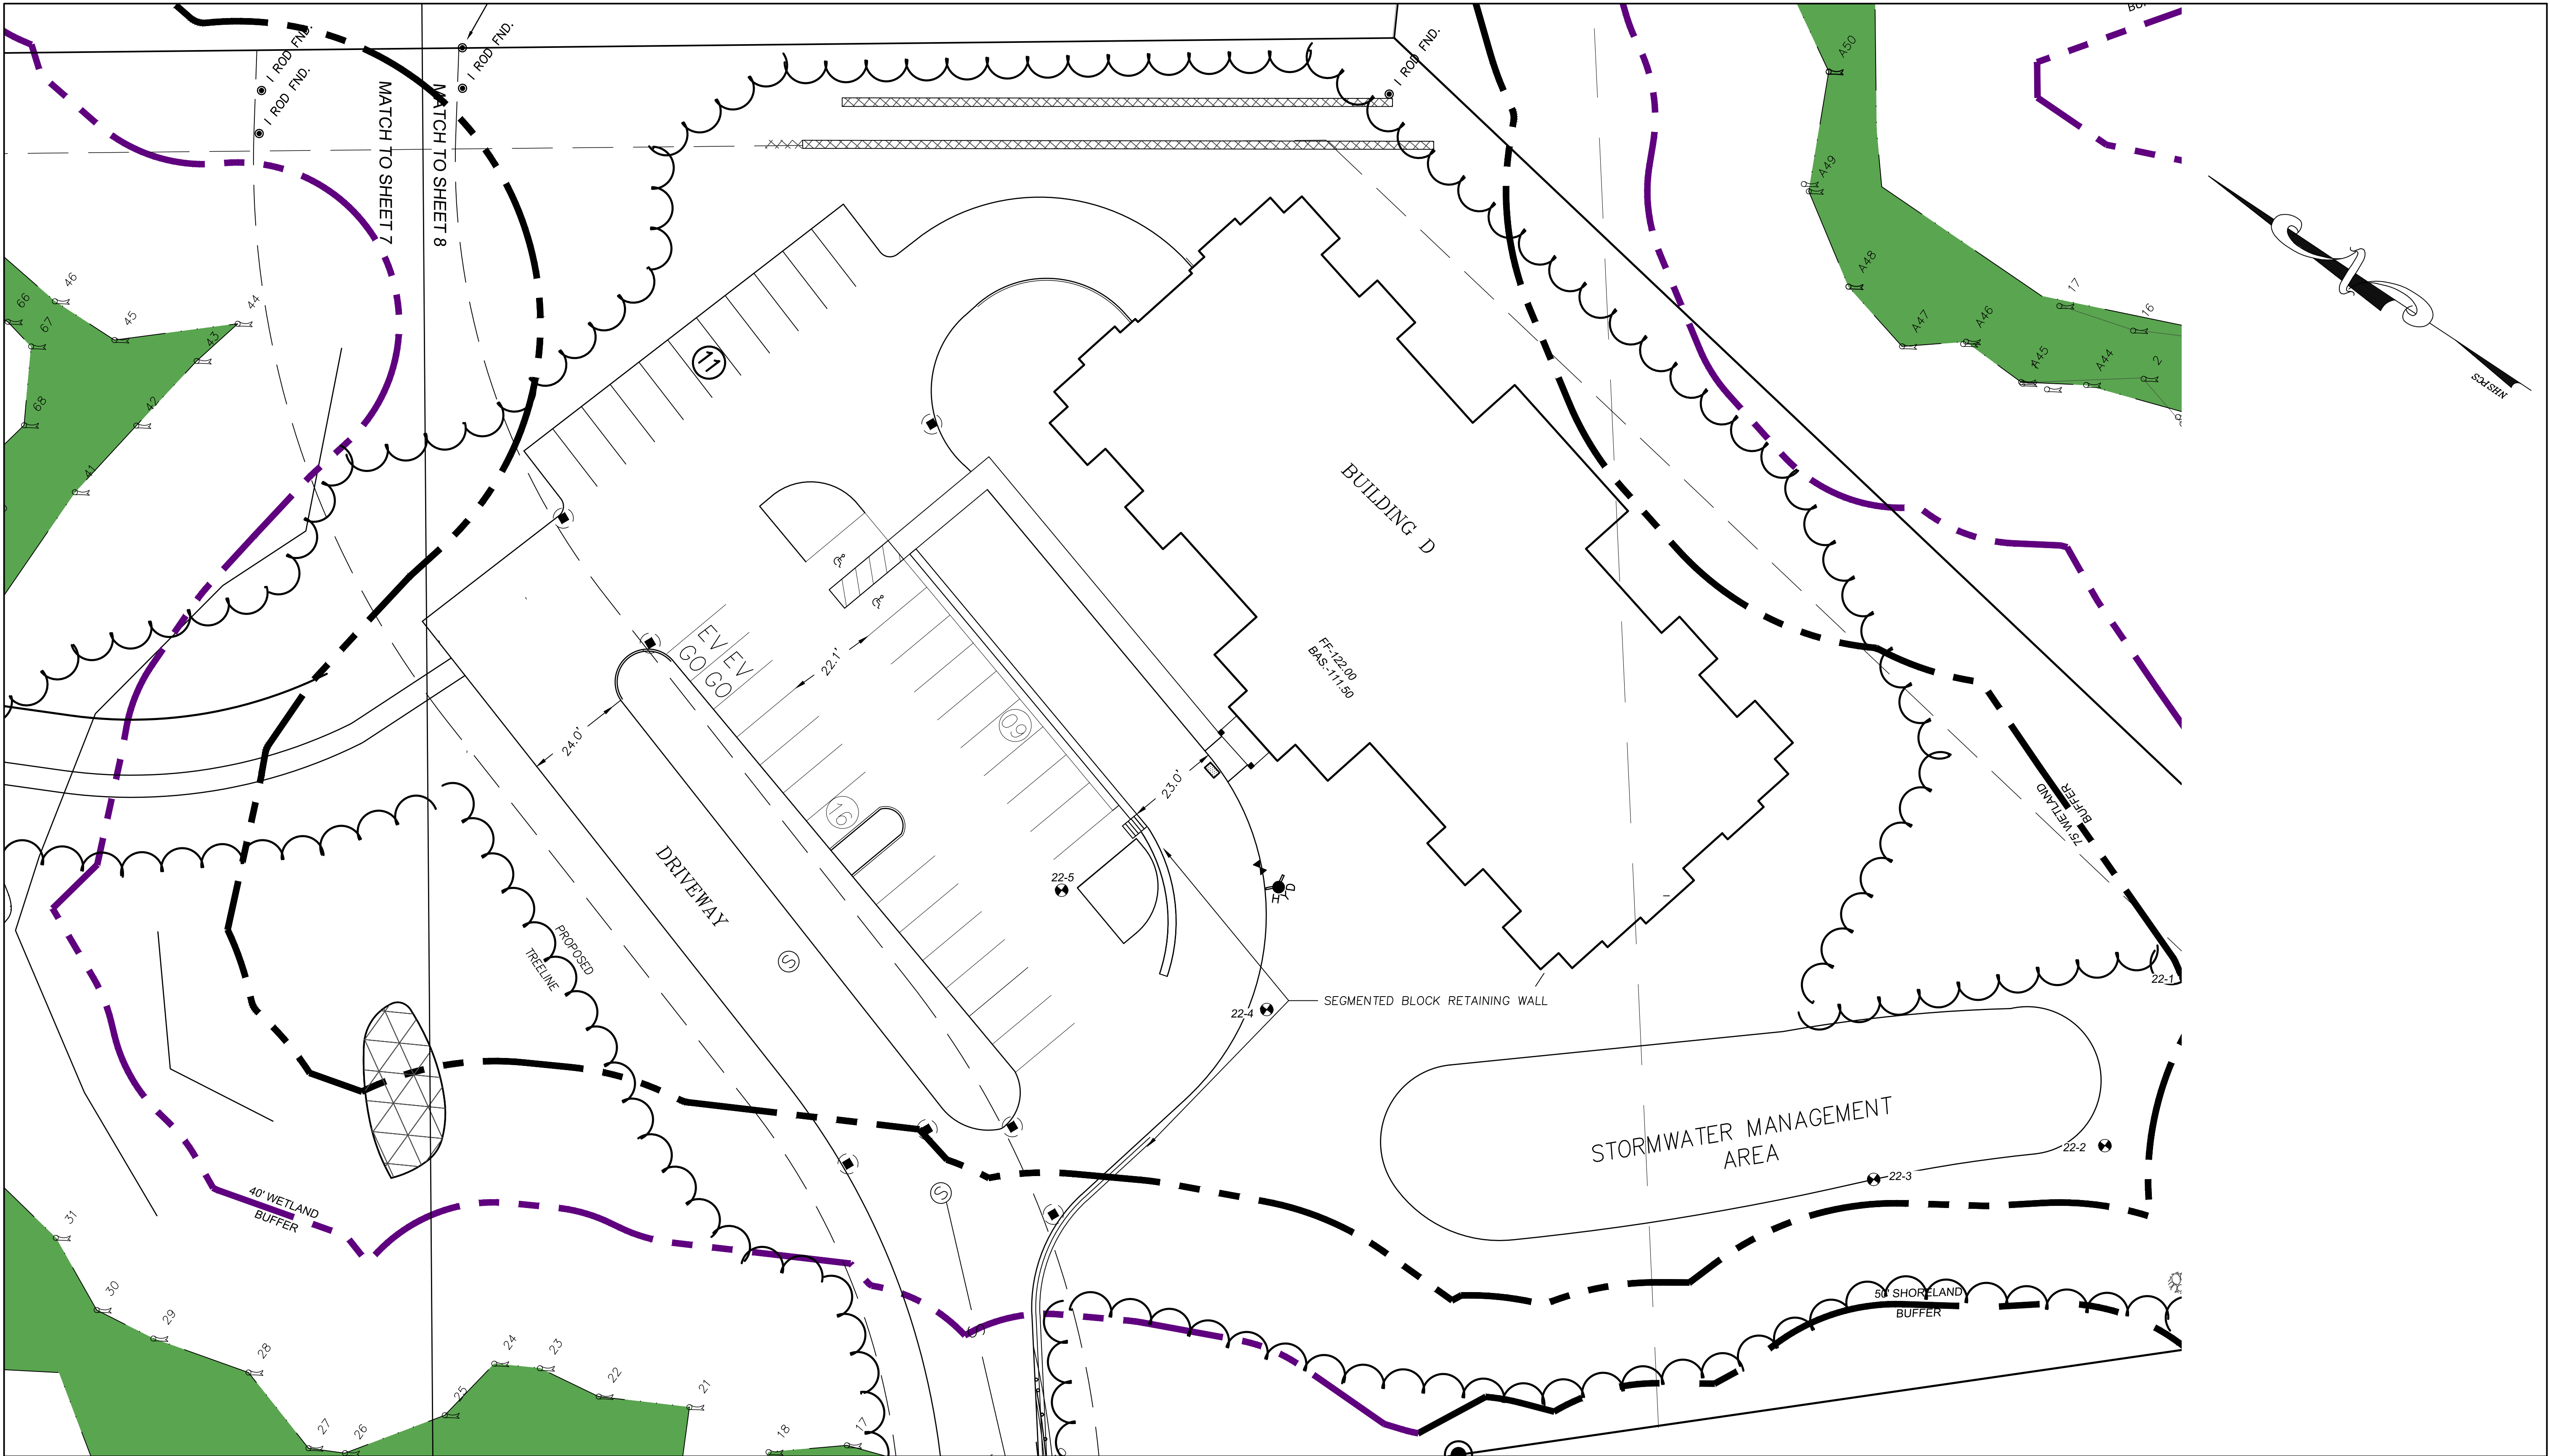 I ROD FND.
I ROD FND.
I ROD FND.
I ROD FND.
MATCH TO SHEET 7
MATCH TO SHEET 8
A50
A49
A48
A47
A46
A45
A44
17
16
2
NHSPCS
46
66
67
45
44
43
68
42
41
11
BUILDING D
FF-122.00
BAS.-111.50
EV EV
GO GO
22.1'
24.0'
09
16
23.0'
DRIVEWAY
S
PROPOSED
TREELINE
22-5
HYD
22-4
SEGMENTED BLOCK RETAINING WALL
75' WETLAND
BUFFER
22-1
STORMWATER MANAGEMENT
AREA
22-2
22-3
S
40' WETLAND
BUFFER
50' SHORELAND
BUFFER
S
31
30
29
28
27
26
25
24
23
22
21
18
17